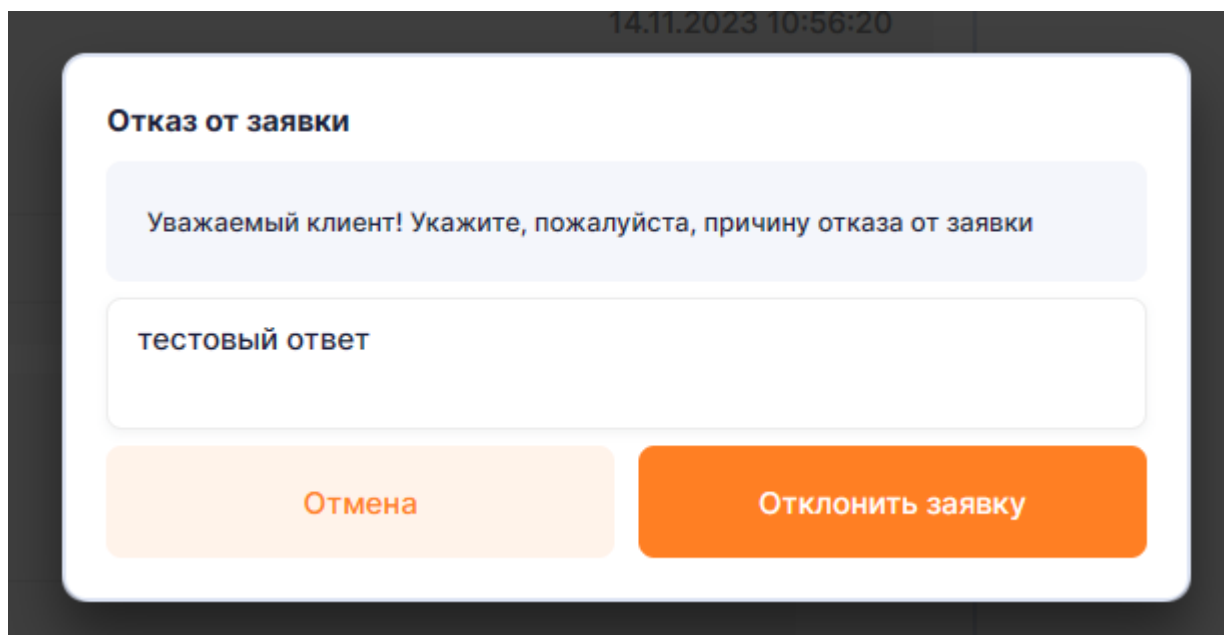 14.11.2023 10:56:20
Отказ от заявки
Уважаемый клиент! Укажите, пожалуйста, причину отказа от заявки
тестовый ответ
Отмена
Отклонить заявку